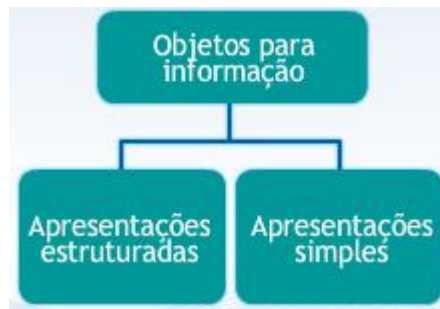 Objetos para
informação
Apresentações
estruturadas
Apresentações
simples